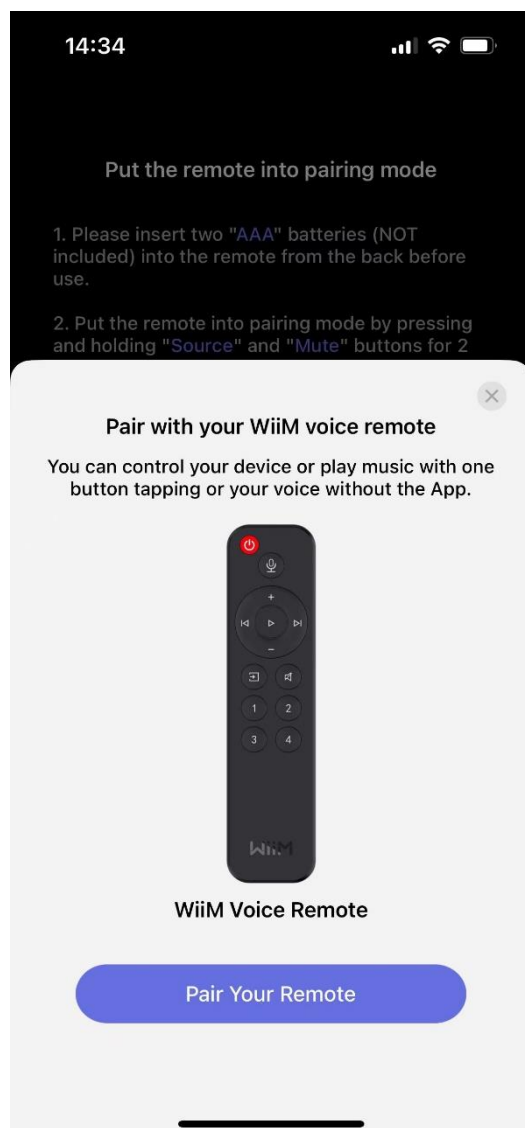 14:34
Put the remote into pairing mode
1. Please insert two "AAA" batteries (NOT
included) into the remote from the back before
use.
2. Put the remote into pairing mode by pressing
and holding "Source" and "Mute" buttons for 2
Pair with your WiiM voice remote
You can control your device or play music with one
button tapping or your voice without the App.
1 2
3 4
WiiM
WiiM Voice Remote
Pair Your Remote